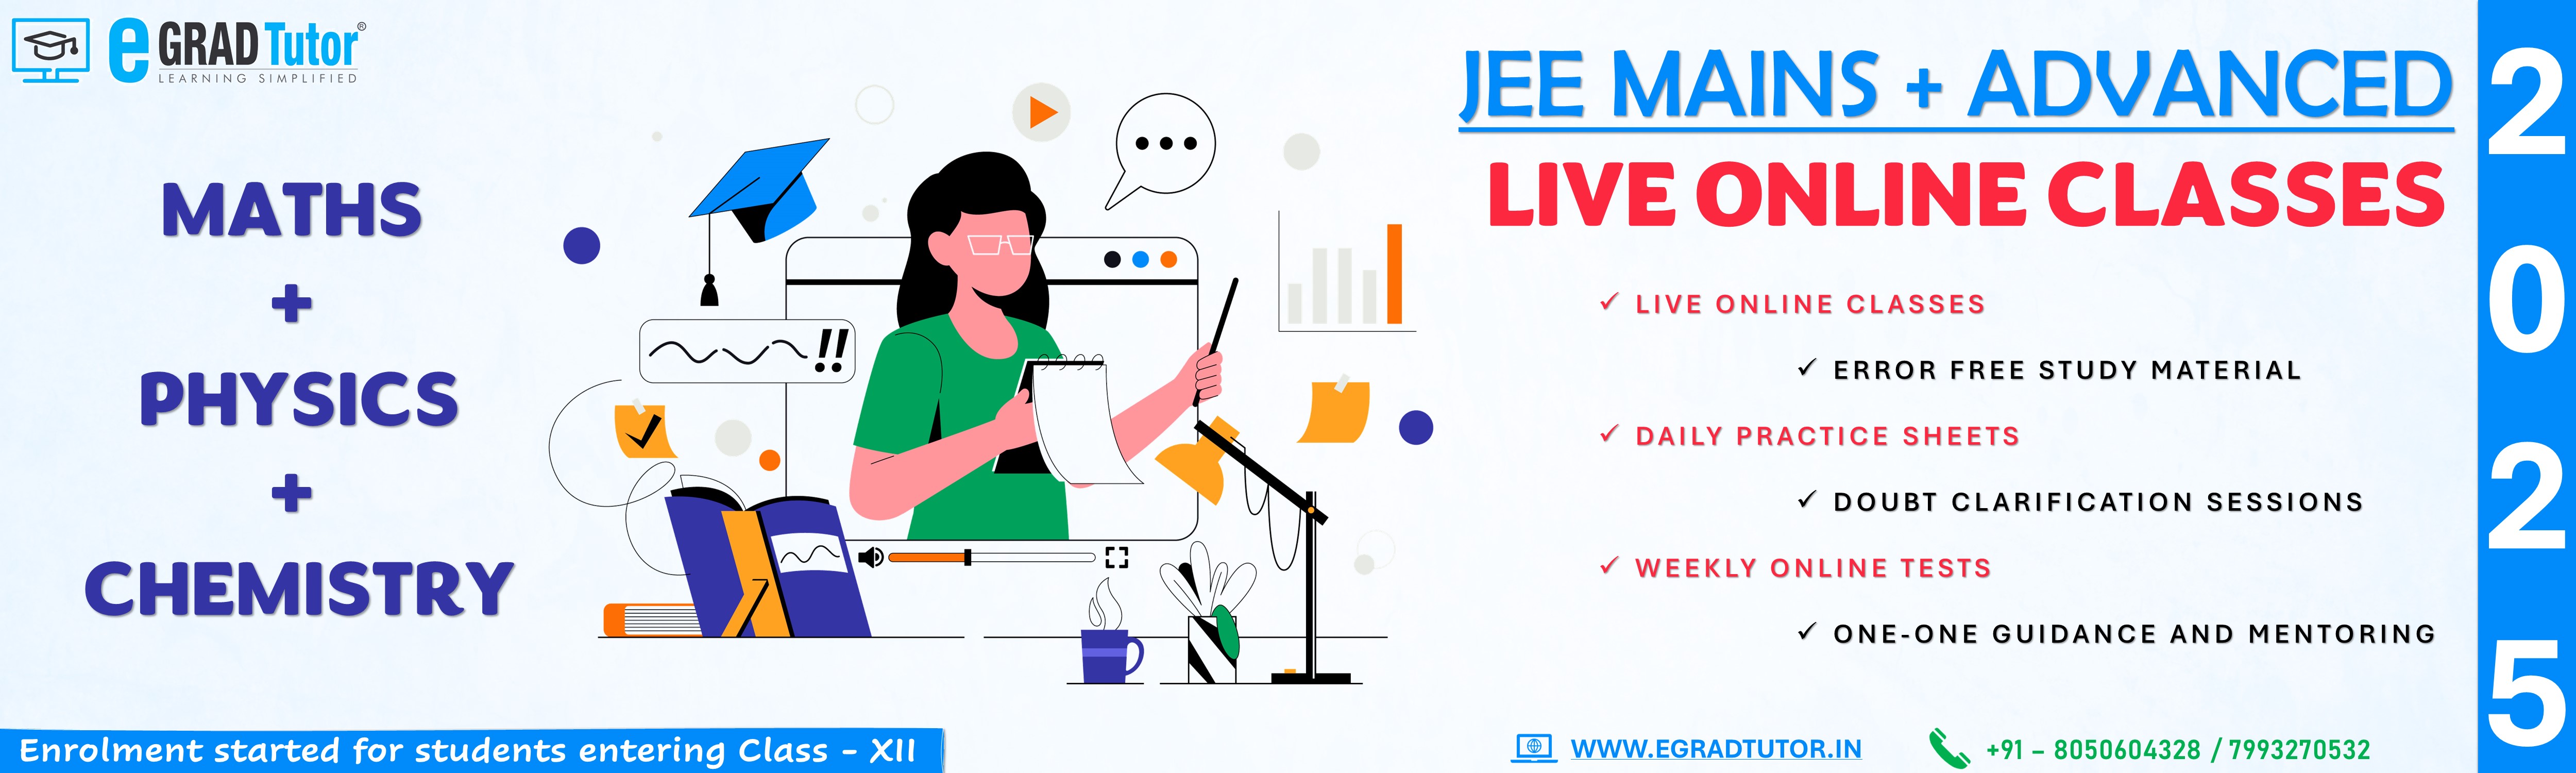 e GRAD Tutor®
LEARNING SIMPLIFIED
MATHS
+
PHYSICS
+
CHEMISTRY
Enrolment started for students entering Class - XII
!!
JEE MAINS + ADVANCED
LIVE ONLINE CLASSES
✓ LIVE ONLINE CLASSES
✓ ERROR FREE STUDY MATERIAL
✓ DAILY PRACTICE SHEETS
✓ DOUBT CLARIFICATION SESSIONS
✓ WEEKLY ONLINE TESTS
✓ ONE-ONE GUIDANCE AND MENTORING
WWW.EGRADTUTOR.IN
+91 – 8050604328 / 7993270532
2
0
2
5